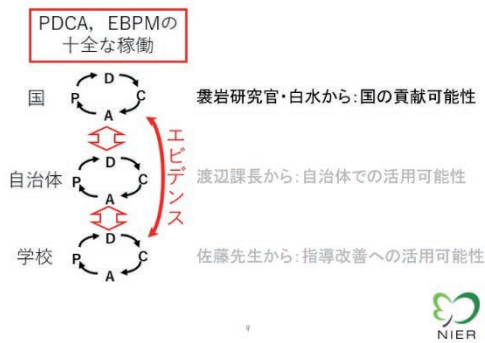 PDCA，EBPMの
十全な稼働
国
P D C A
袰岩研究官・白水から：国の貢献可能性
エビデンス
自治体
P D C A
渡辺課長から：自治体での活用可能性
学校
P D C A
佐藤先生から：指導改善への活用可能性
NIER